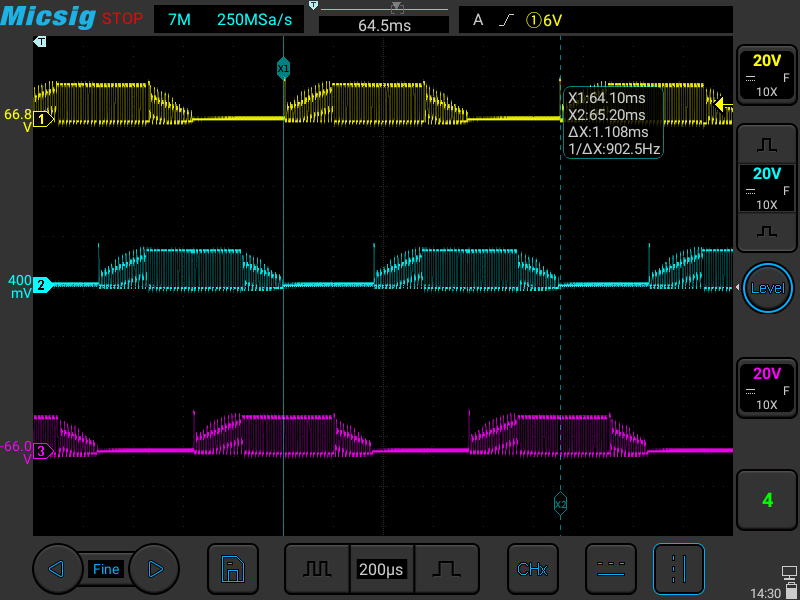 Micsig STOP 7M 250MSa/s T 64.5ms A ①6V
T
X1
20V
F
10X
66.8
V
1
X1:64.10ms
X2:65.20ms
ΔX:1.108ms
1/ΔX:902.5Hz
20V
F
10X
400
mV
2
Level
20V
F
10X
-66.0
V
3
X2
4
Fine
200μs
CHx
14:30